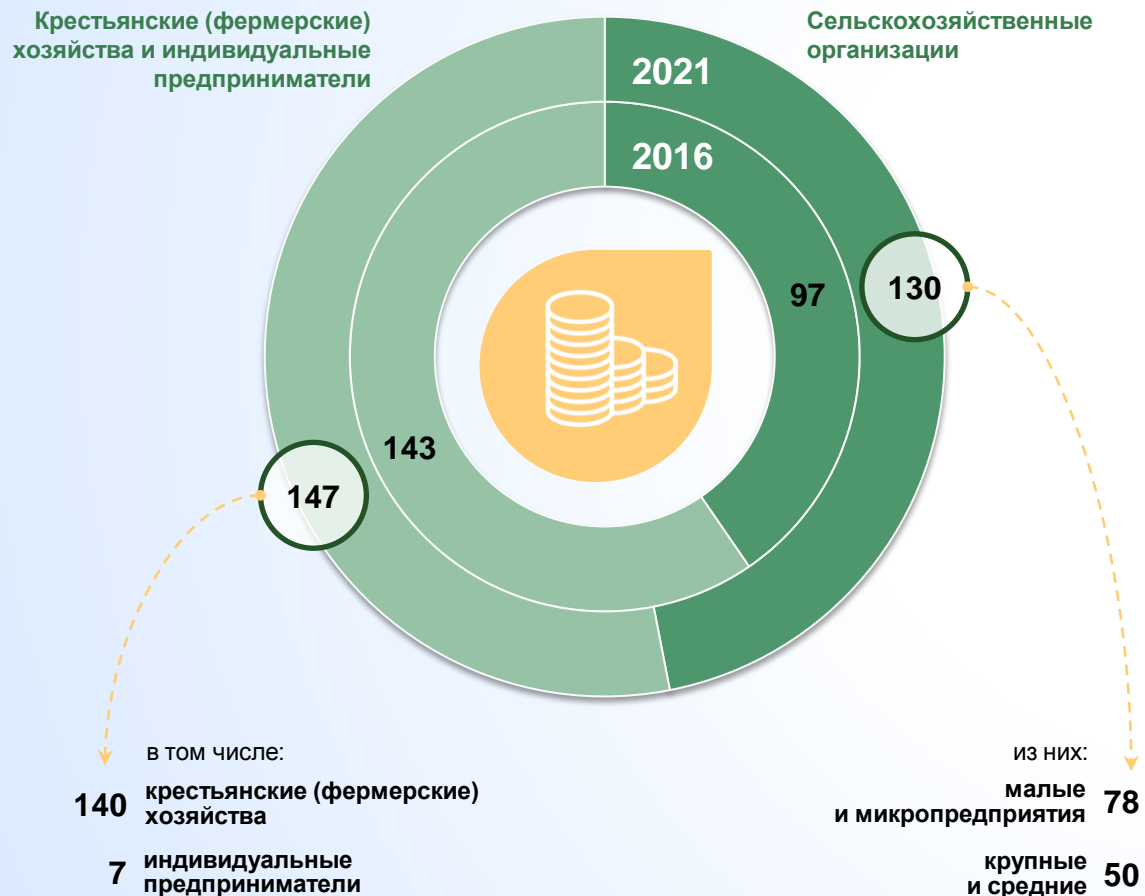 Крестьянские (фермерские)
хозяйства и индивидуальные
предприниматели
Сельскохозяйственные
организации
2021
2016
97
130
143
147
в том числе:
140 крестьянские (фермерские)
хозяйства
7 индивидуальные
предприниматели
из них:
малые
и микропредприятия 78
крупные
и средние 50